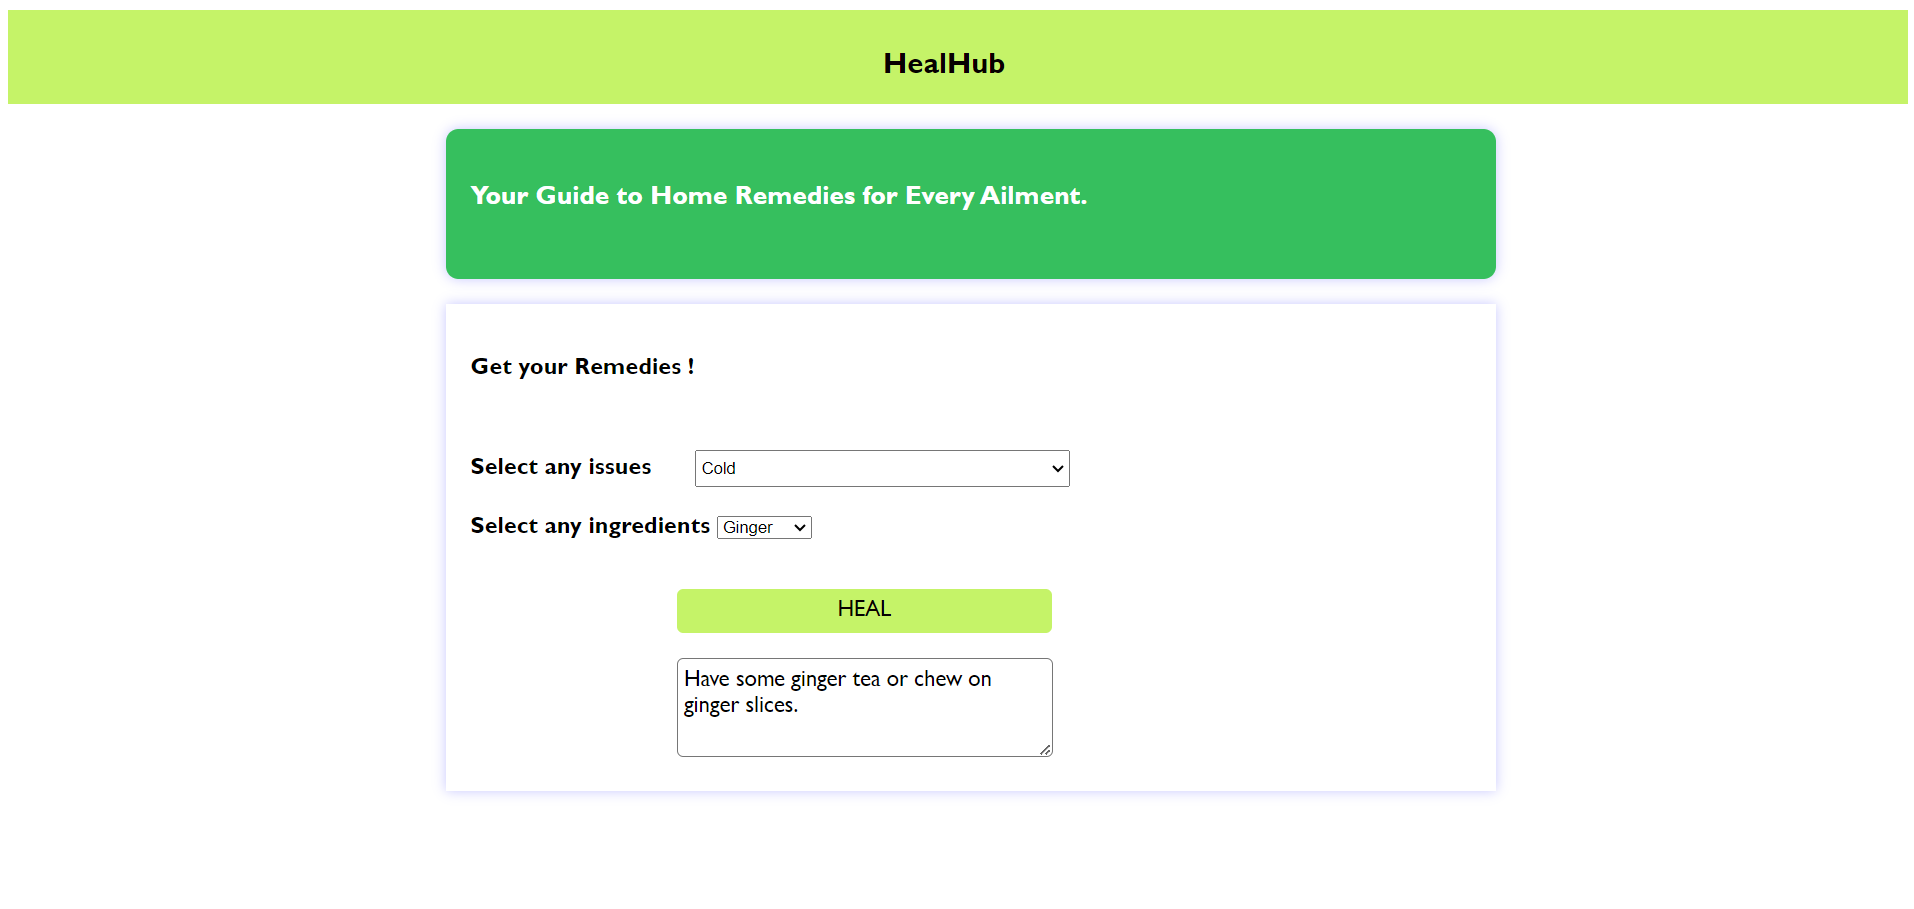 HealHub
Your Guide to Home Remedies for Every Ailment.
Get your Remedies !
Select any issues Cold
Select any ingredients Ginger
HEAL
Have some ginger tea or chew on
ginger slices.